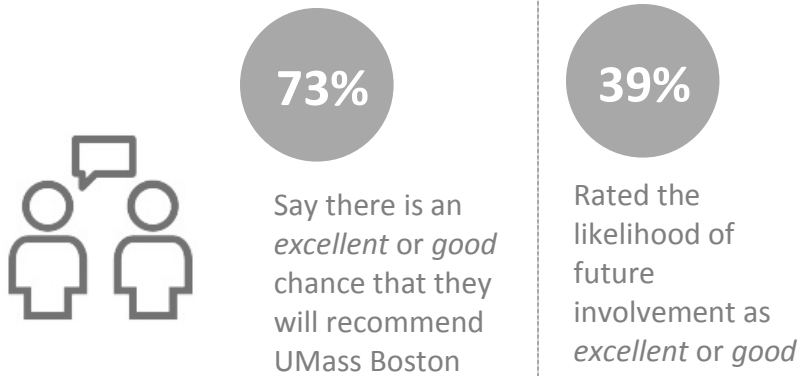 73%
Say there is an
excellent or good
chance that they
will recommend
UMass Boston
39%
Rated the
likelihood of
future
involvement as
excellent or good